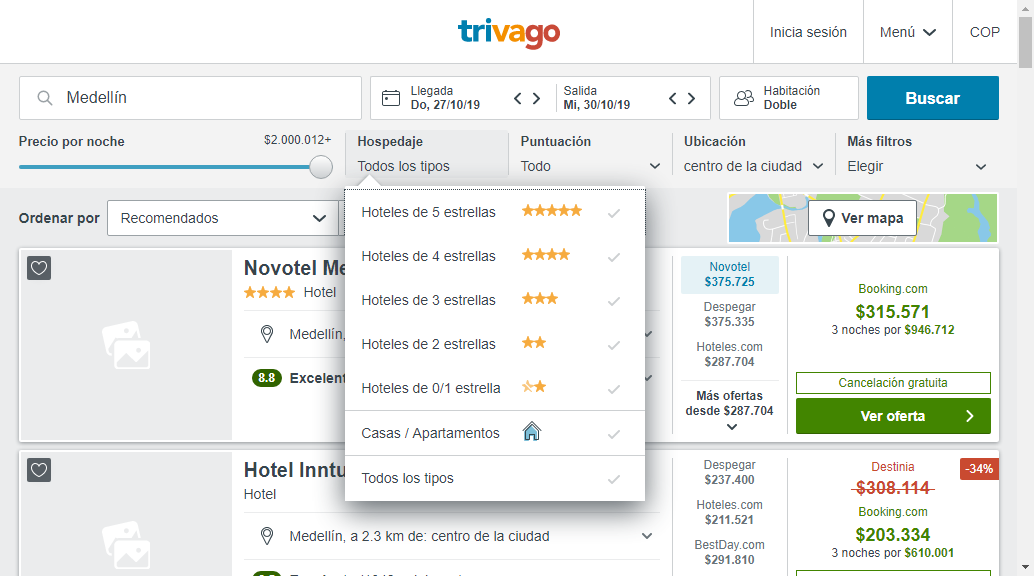 trivago
Inicia sesión
Menú
COP
Medellín
Llegada
Do, 27/10/19
Salida
Mi, 30/10/19
Habitación
Doble
Buscar
Precio por noche
$2.000.012+
Hospedaje
Todos los tipos
Puntuación
Todo
Ubicación
centro de la ciudad
Más filtros
Elegir
Ordenar por
Recomendados
Ver mapa
Hoteles de 5 estrellas
Hoteles de 4 estrellas
Hoteles de 3 estrellas
Hoteles de 2 estrellas
Hoteles de 0/1 estrella
Casas / Apartamentos
Todos los tipos
Novotel Me
Hotel
Medellín,
8.8 Excelent
Novotel
$375.725
Despegar
$375.335
Hoteles.com
$287.704
Más ofertas
desde $287.704
Booking.com
$315.571
3 noches por $946.712
Cancelación gratuita
Ver oferta
Hotel Inntu
Hotel
Medellín, a 2.3 km de: centro de la ciudad
Despegar
$237.400
Hoteles.com
$211.521
BestDay.com
$291.810
Destinia
-34%
$308.114
Booking.com
$203.334
3 noches por $610.001